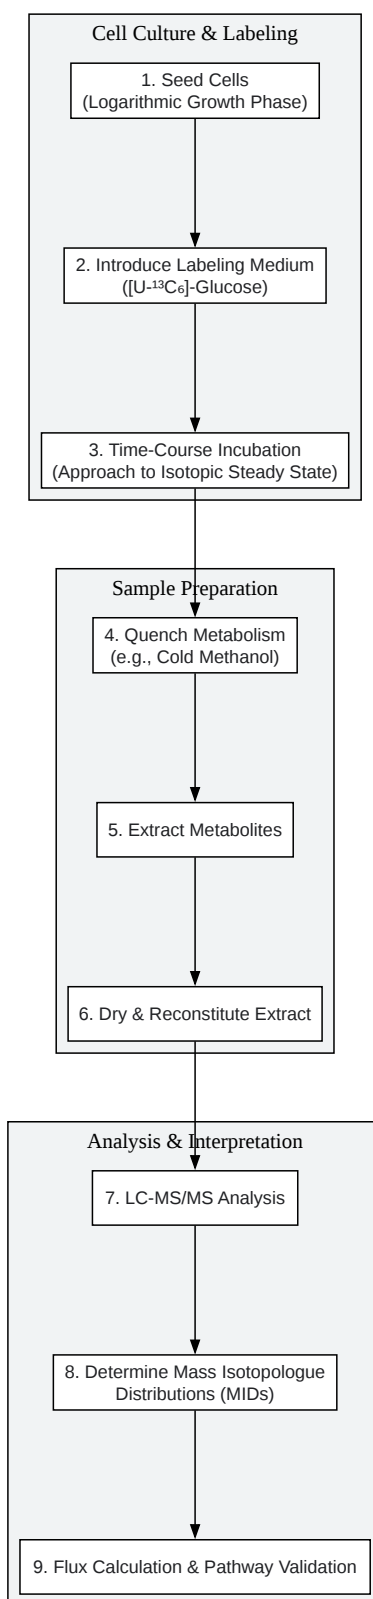 Cell Culture & Labeling
1. Seed Cells
(Logarithmic Growth Phase)
2. Introduce Labeling Medium
([U-¹³C₆]-Glucose)
3. Time-Course Incubation
(Approach to Isotopic Steady State)
Sample Preparation
4. Quench Metabolism
(e.g., Cold Methanol)
5. Extract Metabolites
6. Dry & Reconstitute Extract
Analysis & Interpretation
7. LC-MS/MS Analysis
8. Determine Mass Isotopologue
Distributions (MIDs)
9. Flux Calculation & Pathway Validation